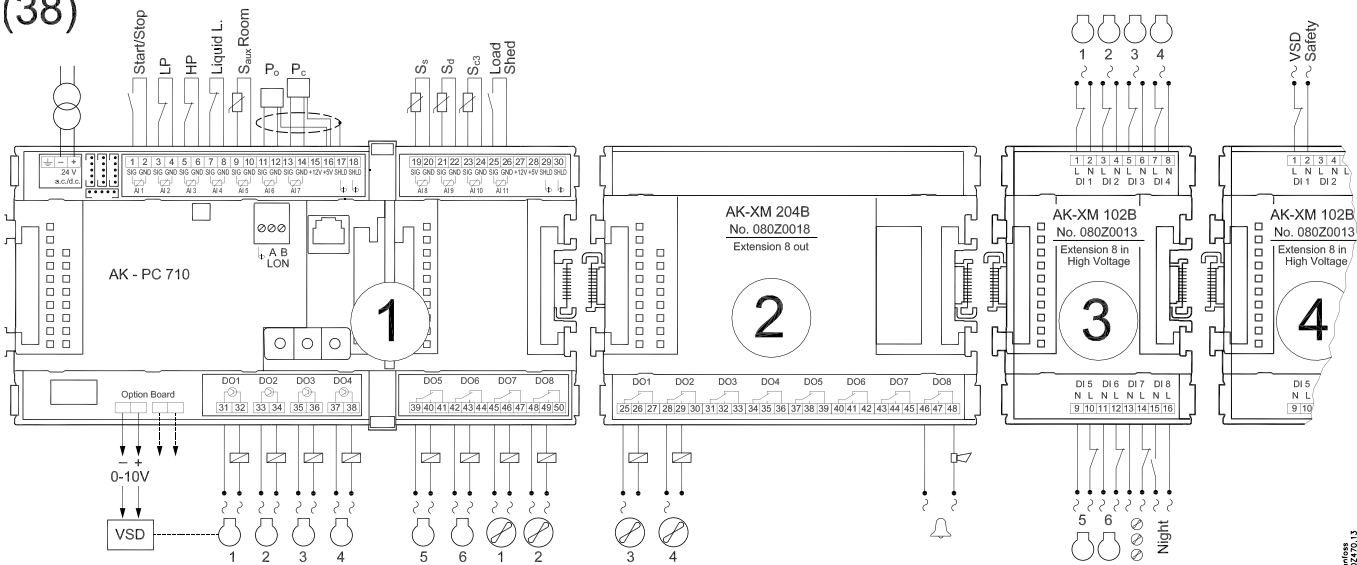 (38)
Start/Stop
LP
HP
Liquid L.
Saux Room
Po
Pc
Ss
Sd
Sc3
Load
Shed
1 2 3 4
VSD
Safety
24 V
a.c./d.c.
1 2 3 4 5 6 7 8 9 10 11 12 13 14 15 16 17 18
SIG GND SIG GND SIG GND SIG GND SIG GND SIG GND SIG GND +12V +5V SHLD SHLD
AI 1 AI 2 AI 3 AI 4 AI 5 AI 6 AI 7
19 20 21 22 23 24 25 26 27 28 29 30
SIG GND SIG GND SIG GND SIG GND +12V +5V SHLD SHLD
AI 8 AI 9 AI 10 AI 11
1 2 3 4 5 6 7 8
L N L N L N L N
DI 1 DI 2 DI 3 DI 4
1 2 3 4
L N L N L
DI 1 DI 2
A B
LON
AK - PC 710
1
AK-XM 204B
No. 080Z0018
Extension 8 out
2
AK-XM 102B
No. 080Z0013
Extension 8 in
High Voltage
3
AK-XM 102B
No. 080Z0013
Extension 8 in
High Voltage
4
Option Board
DO1 DO2 DO3 DO4
31 32 33 34 35 36 37 38
DO5 DO6 DO7 DO8
39 40 41 42 43 44 45 46 47 48 49 50
DO1 DO2 DO3 DO4 DO5 DO6 DO7 DO8
25 26 27 28 29 30 31 32 33 34 35 36 37 38 39 40 41 42 43 44 45 46 47 48
DI 5 DI 6 DI 7 DI 8
N L N L N L N L
9 10 11 12 13 14 15 16
DI 5
N L
9 10
− +
0-10V
VSD
1 2 3 4 5 6 1 2 3 4
5 6
Night